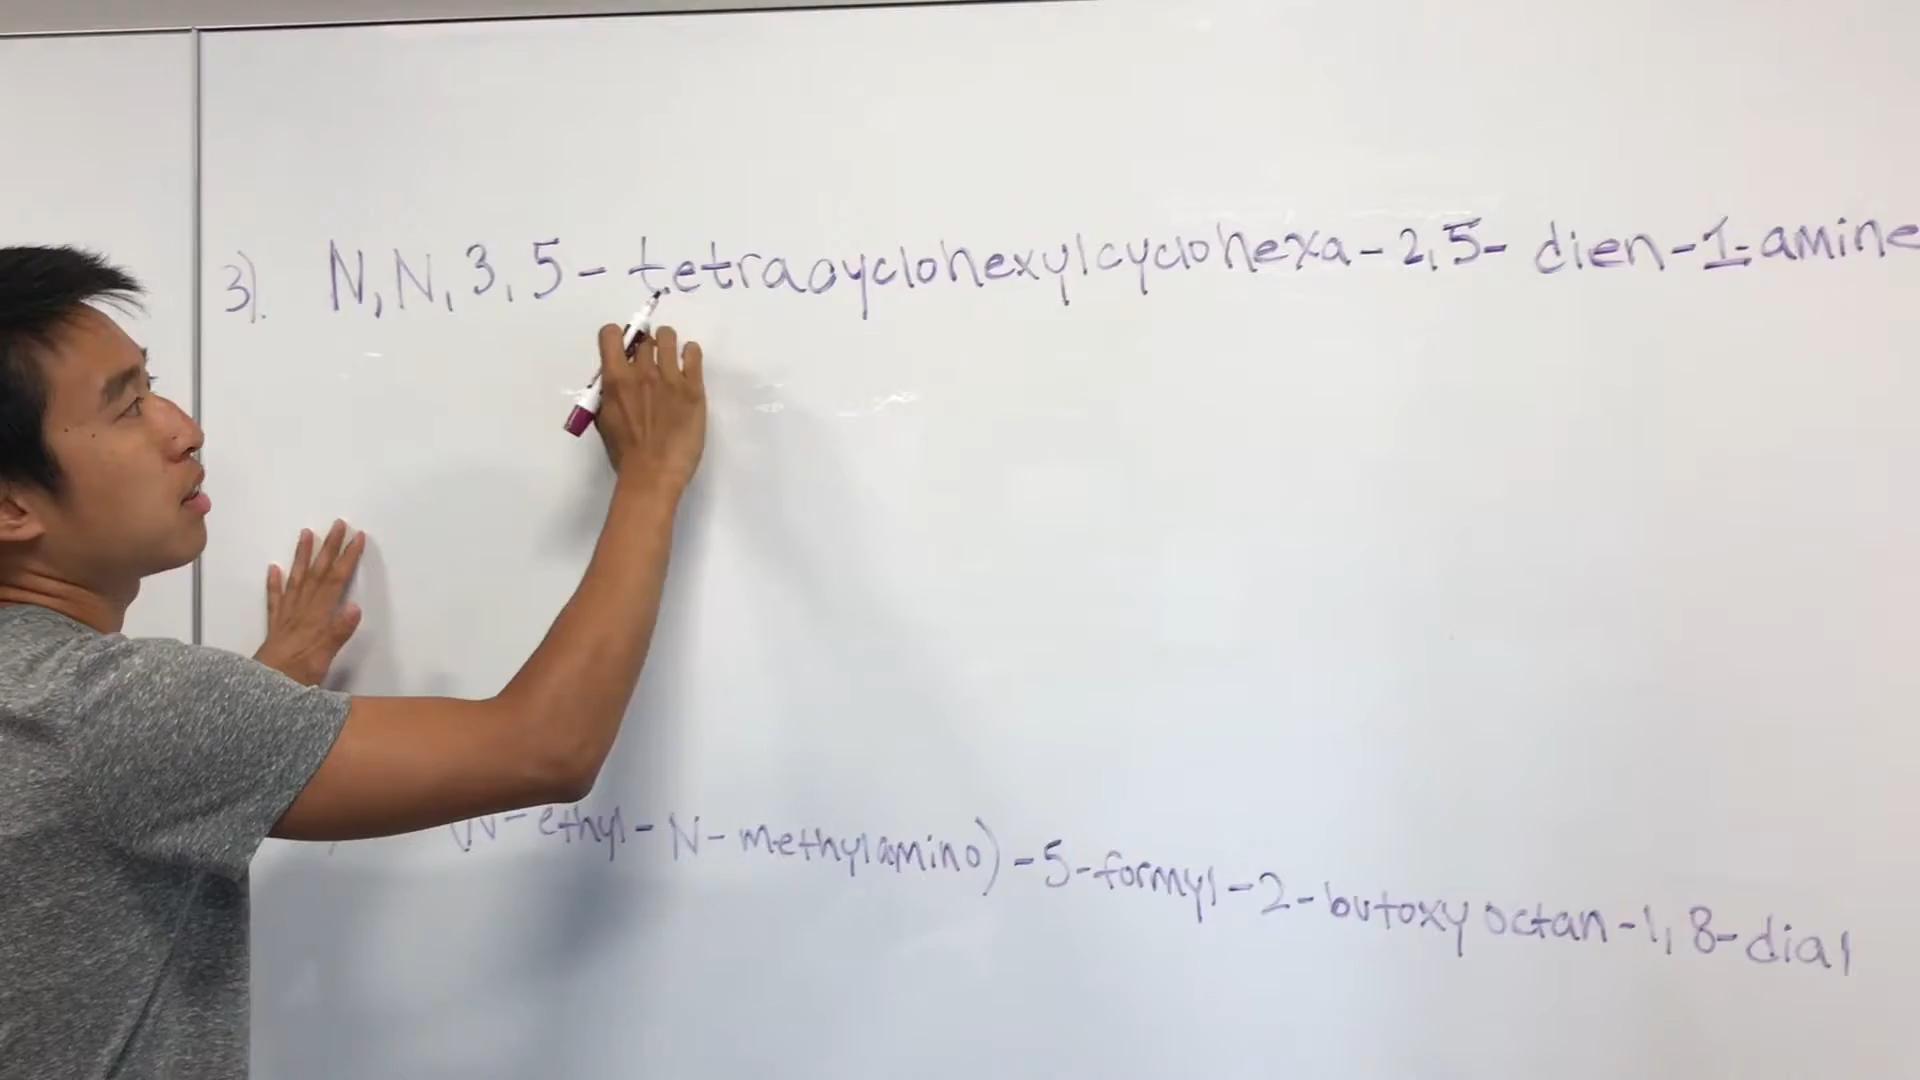 3). N,N,3,5-tetracyclohexylcyclohexa-2,5-dien-1-amine
(N-ethyl-N-methylamino)-5-formyl-2-butoxyoctan-1,8-dial